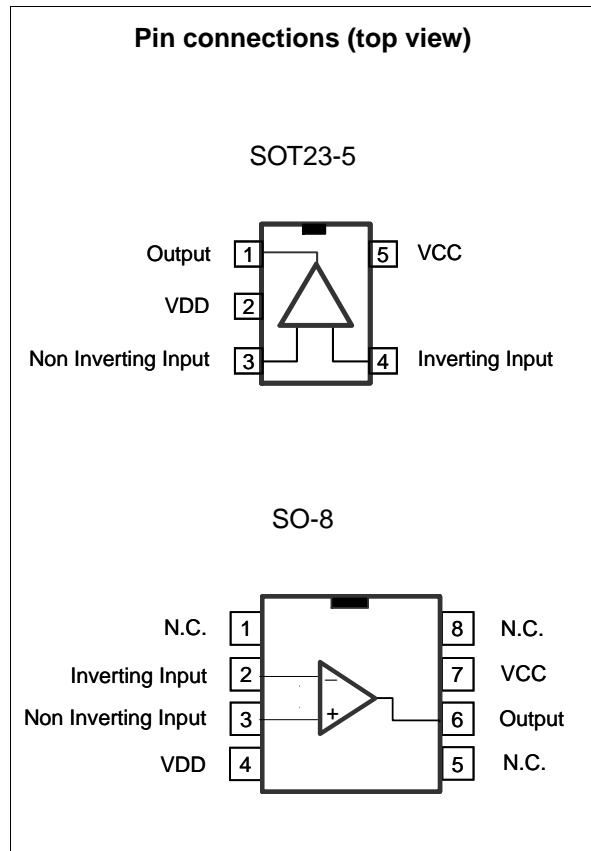 Pin connections (top view)
SOT23-5
Output 1 5 VCC
VDD 2
Non Inverting Input 3 4 Inverting Input
SO-8
N.C. 1 8 N.C.
Inverting Input 2 − 7 VCC
Non Inverting Input 3 + 6 Output
VDD 4 5 N.C.